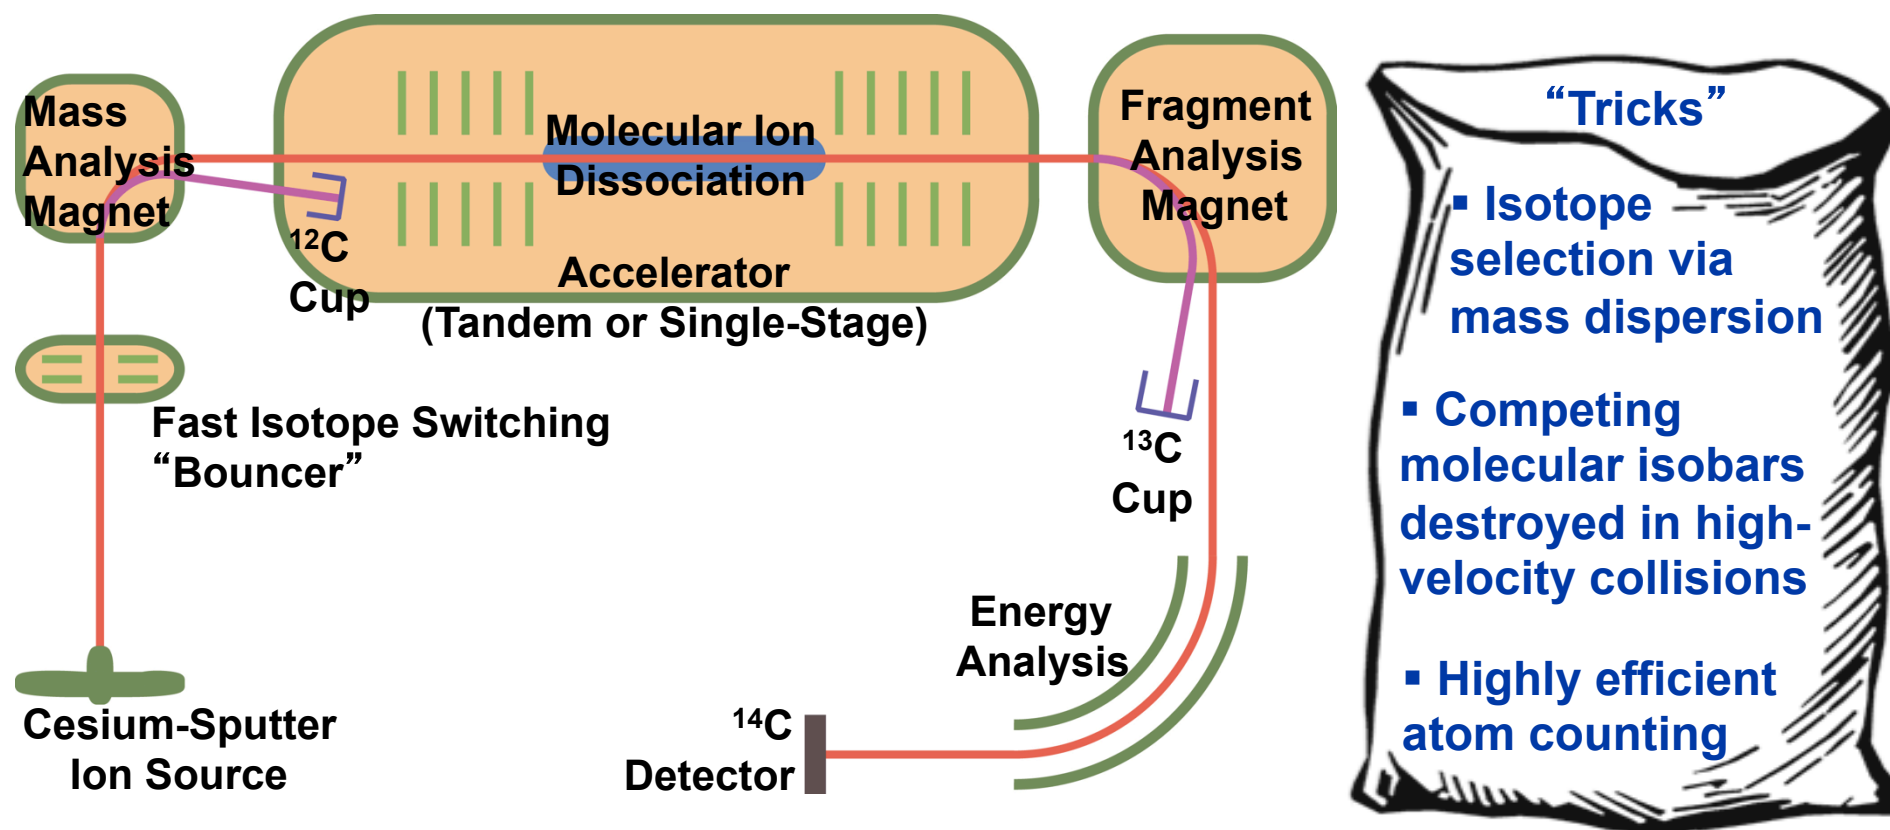 Mass
Analysis
Magnet
¹²C
Cup
Molecular Ion
Dissociation
Accelerator
(Tandem or Single-Stage)
Fragment
Analysis
Magnet
Fast Isotope Switching
“Bouncer”
¹³C
Cup
Energy
Analysis
Cesium-Sputter
Ion Source
¹⁴C
Detector
“Tricks”
▪ Isotope
selection via
mass dispersion
▪ Competing
molecular isobars
destroyed in high-
velocity collisions
▪ Highly efficient
atom counting